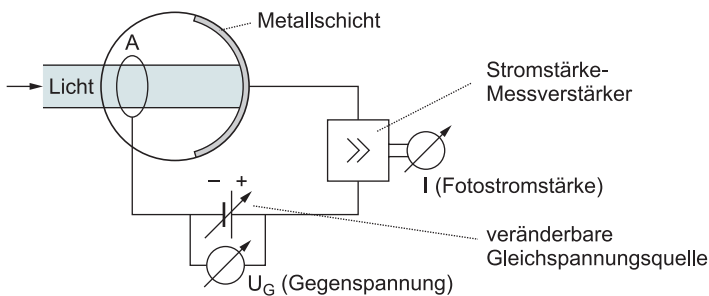 Metallschicht
A
Licht
Stromstärke-
Messverstärker
I (Fotostromstärke)
– +
veränderbare
Gleichspannungsquelle
U_G (Gegenspannung)